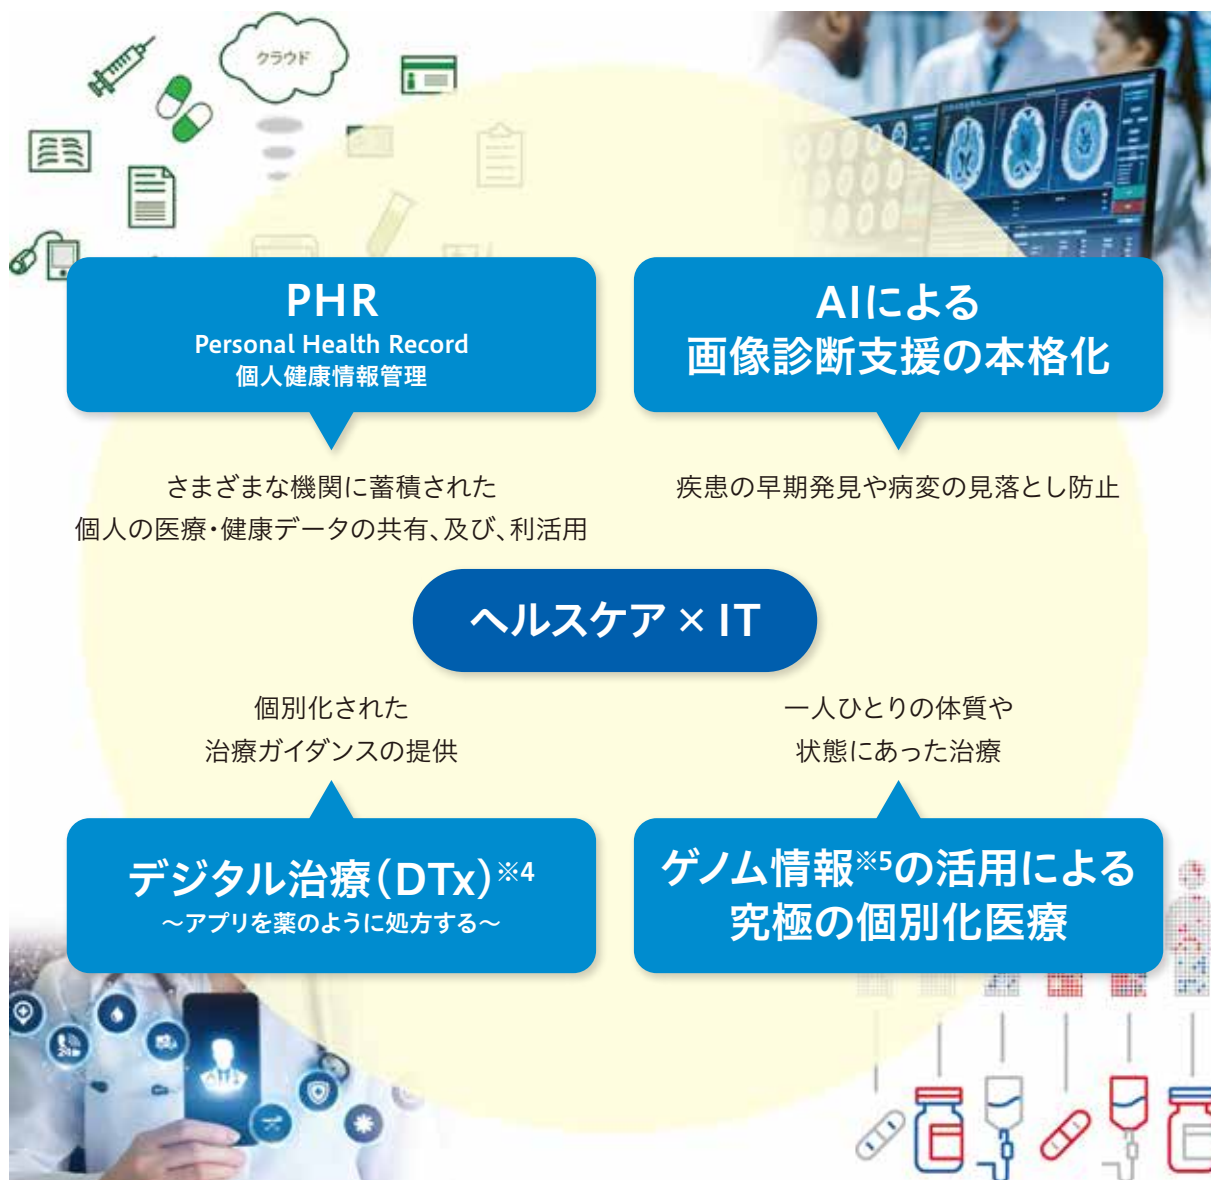 クラウド
PHR
Personal Health Record
個人健康情報管理
さまざまな機関に蓄積された
個人の医療・健康データの共有、及び、利活用
AIによる
画像診断支援の本格化
疾患の早期発見や病変の見落とし防止
ヘルスケア × IT
個別化された
治療ガイダンスの提供
デジタル治療（DTx）※4
～アプリを薬のように処方する～
一人ひとりの体質や
状態にあった治療
ゲノム情報※5の活用による
究極の個別化医療